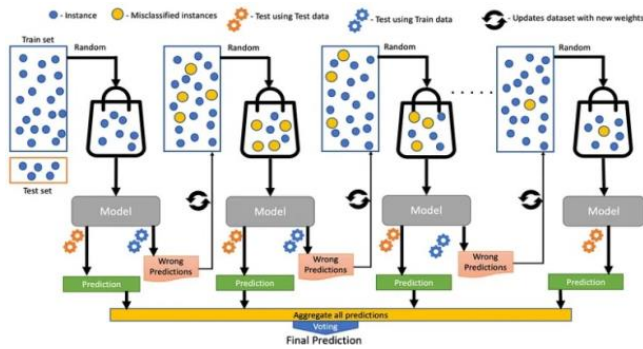 - Instance
- Misclassified instances
- Test using Test data
- Test using Train data
- Updates dataset with new weights
Train set
Random
Random
Random
Test set
Model
Model
Model
Model
Wrong
Predictions
Wrong
Predictions
Wrong
Predictions
Prediction
Prediction
Prediction
Prediction
Aggregate all predictions
Voting
Final Prediction